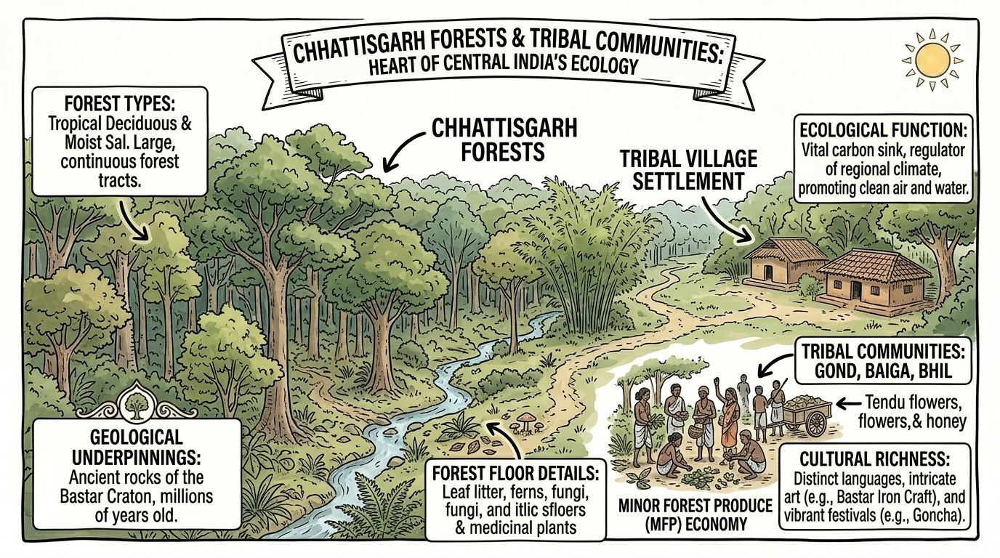 CHHATTISGARH FORESTS & TRIBAL COMMUNITIES:
HEART OF CENTRAL INDIA'S ECOLOGY
FOREST TYPES:
Tropical Deciduous &
Moist Sal. Large,
continuous forest
tracts.
CHHATTISGARH
FORESTS
TRIBAL VILLAGE
SETTLEMENT
ECOLOGICAL FUNCTION:
Vital carbon sink, regulator
of regional climate,
promoting clean air and water.
TRIBAL COMMUNITIES:
GOND, BAIGA, BHIL
Tendu flowers,
flowers,& honey
GEOLOGICAL
UNDERPINNINGS:
Ancient rocks of the
Bastar Craton, millions
of years old.
FOREST FLOOR DETAILS:
Leaf litter, ferns, fungi,
fungi, and itlic sfloers
& medicinal plants
MINOR FOREST PRODUCE
(MFP) ECONOMY
CULTURAL RICHNESS:
Distinct languages, intricate
art (e.g., Bastar Iron Craft), and
vibrant festivals (e.g., Goncha).